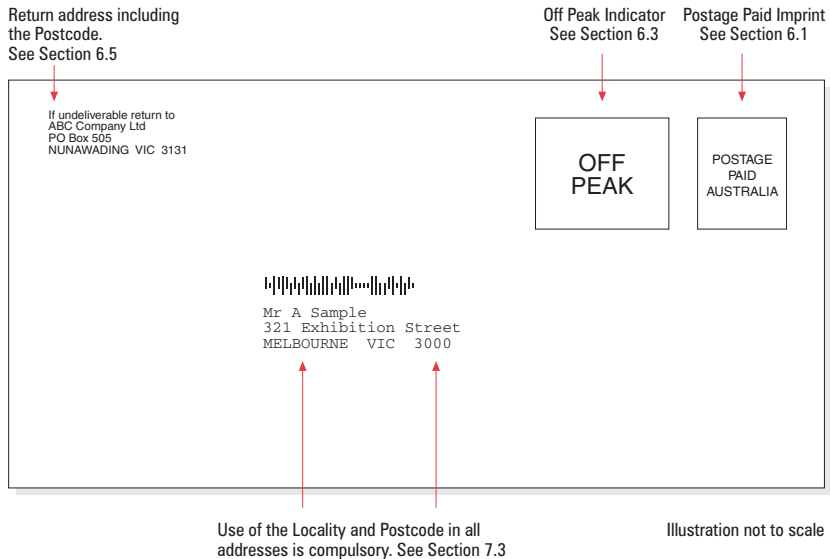 Return address including
the Postcode.
See Section 6.5
Off Peak Indicator
See Section 6.3
Postage Paid Imprint
See Section 6.1
If undeliverable return to
ABC Company Ltd
PO Box 505
NUNAWADING VIC 3131
OFF
PEAK
POSTAGE
PAID
AUSTRALIA
Mr A Sample
321 Exhibition Street
MELBOURNE VIC 3000
Use of the Locality and Postcode in all
addresses is compulsory. See Section 7.3
Illustration not to scale